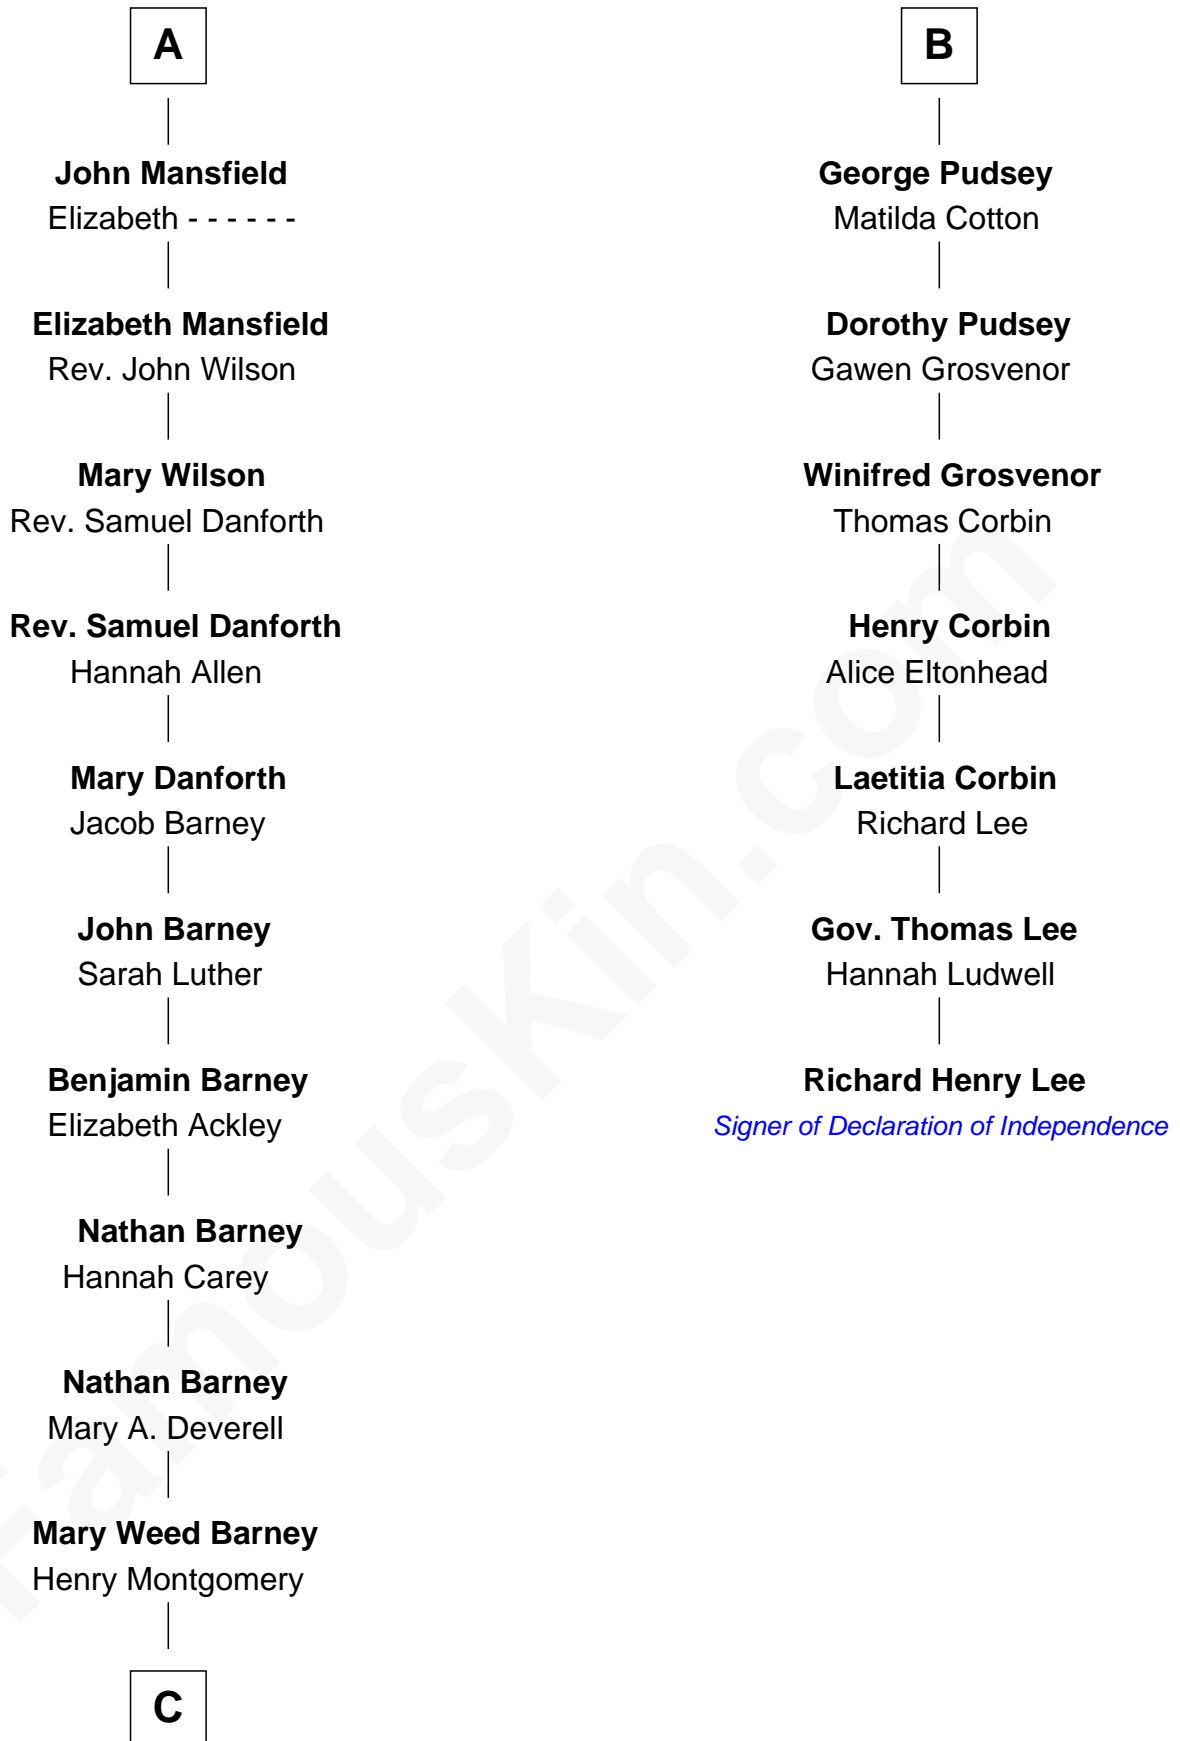 A
John Mansfield
Elizabeth - - - - - -
Elizabeth Mansfield
Rev. John Wilson
Mary Wilson
Rev. Samuel Danforth
Rev. Samuel Danforth
Hannah Allen
Mary Danforth
Jacob Barney
John Barney
Sarah Luther
Benjamin Barney
Elizabeth Ackley
Nathan Barney
Hannah Carey
Nathan Barney
Mary A. Deverell
Mary Weed Barney
Henry Montgomery
C
B
George Pudsey
Matilda Cotton
Dorothy Pudsey
Gawen Grosvenor
Winifred Grosvenor
Thomas Corbin
Henry Corbin
Alice Eltonhead
Laetitia Corbin
Richard Lee
Gov. Thomas Lee
Hannah Ludwell
Richard Henry Lee
Signer of Declaration of Independence
FamousKin.com